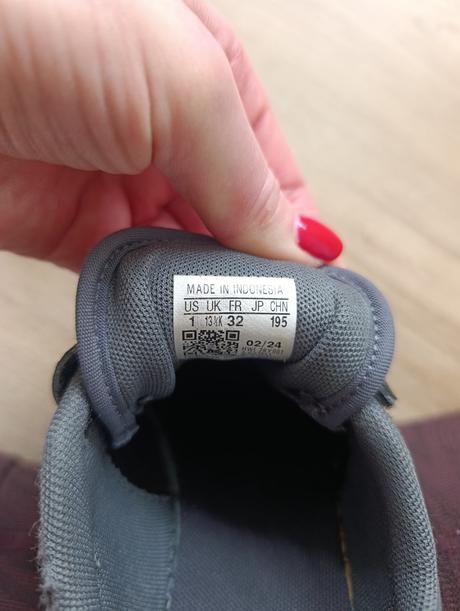 MADE IN INDONESIA
US UK FR JP CHN
1 13½K 32 195
02/24